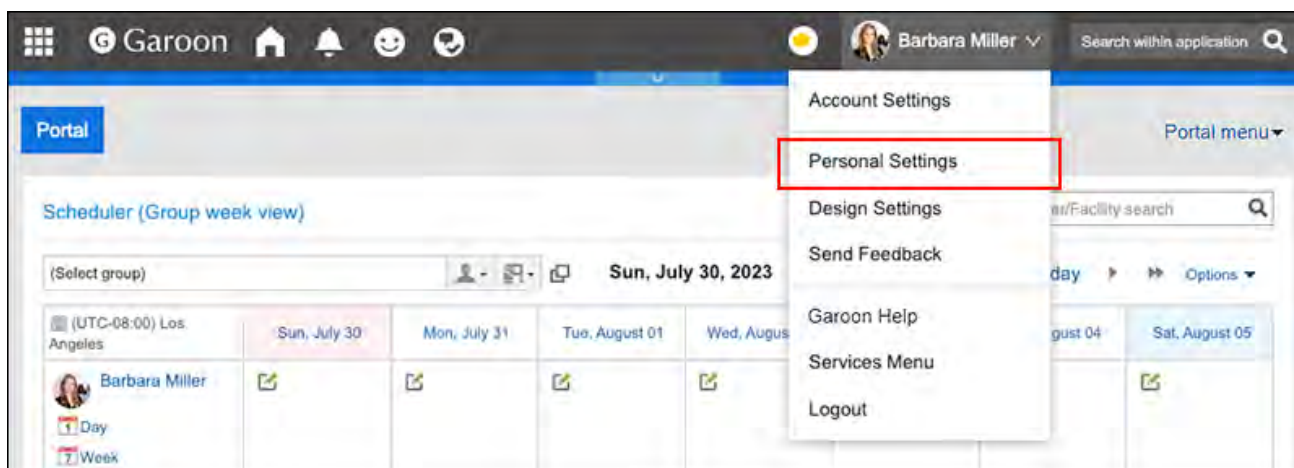 Garoon Barbara Miller Search within application
Account Settings
Portal Portal menu
Personal Settings
Scheduler (Group week view) Design Settings er/Facility search
Send Feedback
(Select group) Sun, July 30, 2023 day Options
(UTC-08:00) Los Angeles Sun, July 30 Mon, July 31 Tue, August 01 Wed, Augus gust 04 Sat, August 05
Garoon Help
Services Menu
Barbara Miller
Logout
1 Day
7 Week